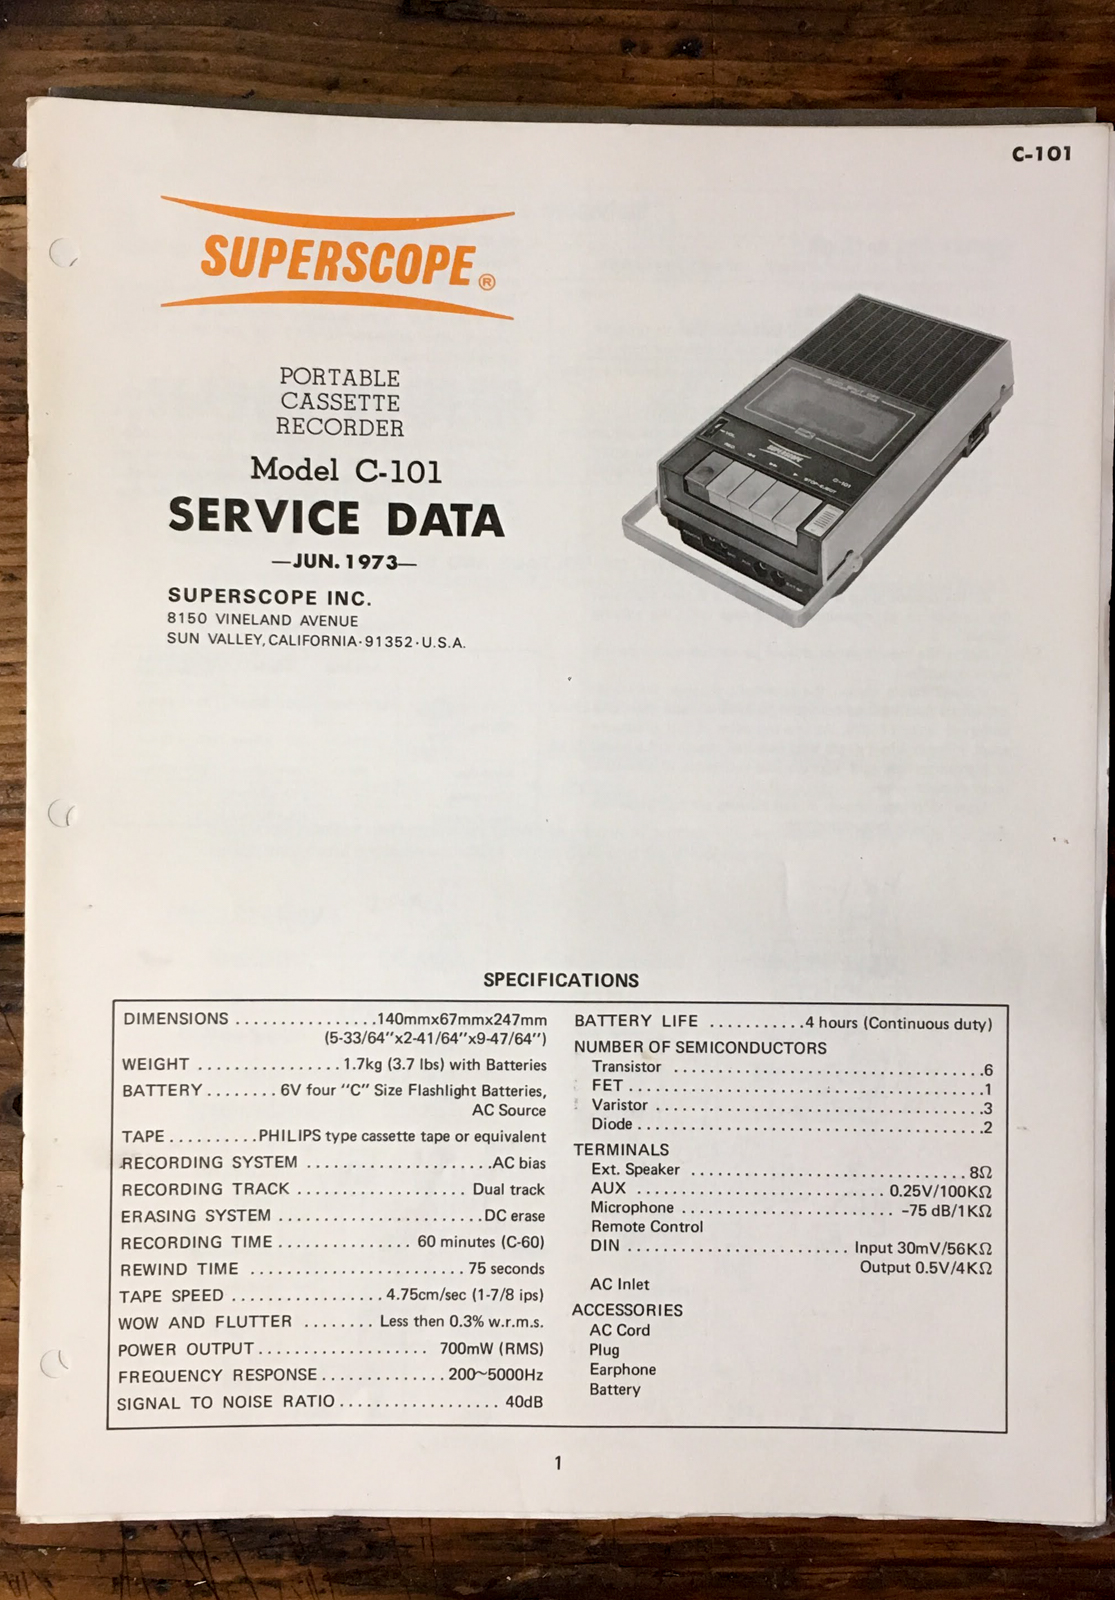 C-101
SUPERSCOPE®
PORTABLE
CASSETTE
RECORDER
Model C-101
SERVICE DATA
—JUN. 1973—
SUPERSCOPE INC.
8150 VINELAND AVENUE
SUN VALLEY, CALIFORNIA·91352·U.S.A.
SUPERSCOPE
C-101
STOP-EJECT
SPECIFICATIONS
DIMENSIONS ................140mmx67mmx247mm
(5-33/64"x2-41/64"x9-47/64")
WEIGHT ................1.7kg (3.7 lbs) with Batteries
BATTERY ........6V four "C" Size Flashlight Batteries,
AC Source
TAPE ..........PHILIPS type cassette tape or equivalent
RECORDING SYSTEM .....................AC bias
RECORDING TRACK ................Dual track
ERASING SYSTEM .......................DC erase
RECORDING TIME ...............60 minutes (C-60)
REWIND TIME ........................75 seconds
TAPE SPEED .................4.75cm/sec (1-7/8 ips)
WOW AND FLUTTER ........Less then 0.3% w.r.m.s.
POWER OUTPUT ...................700mW (RMS)
FREQUENCY RESPONSE ..............200~5000Hz
SIGNAL TO NOISE RATIO ..................40dB
BATTERY LIFE ...........4 hours (Continuous duty)
NUMBER OF SEMICONDUCTORS
Transistor ...................................6
FET ........................................1
Varistor .....................................3
Diode .......................................2
TERMINALS
Ext. Speaker ...............................8Ω
AUX ............................0.25V/100KΩ
Microphone ........................-75 dB/1KΩ
Remote Control
DIN .........................Input 30mV/56KΩ
Output 0.5V/4KΩ
AC Inlet
ACCESSORIES
AC Cord
Plug
Earphone
Battery
1